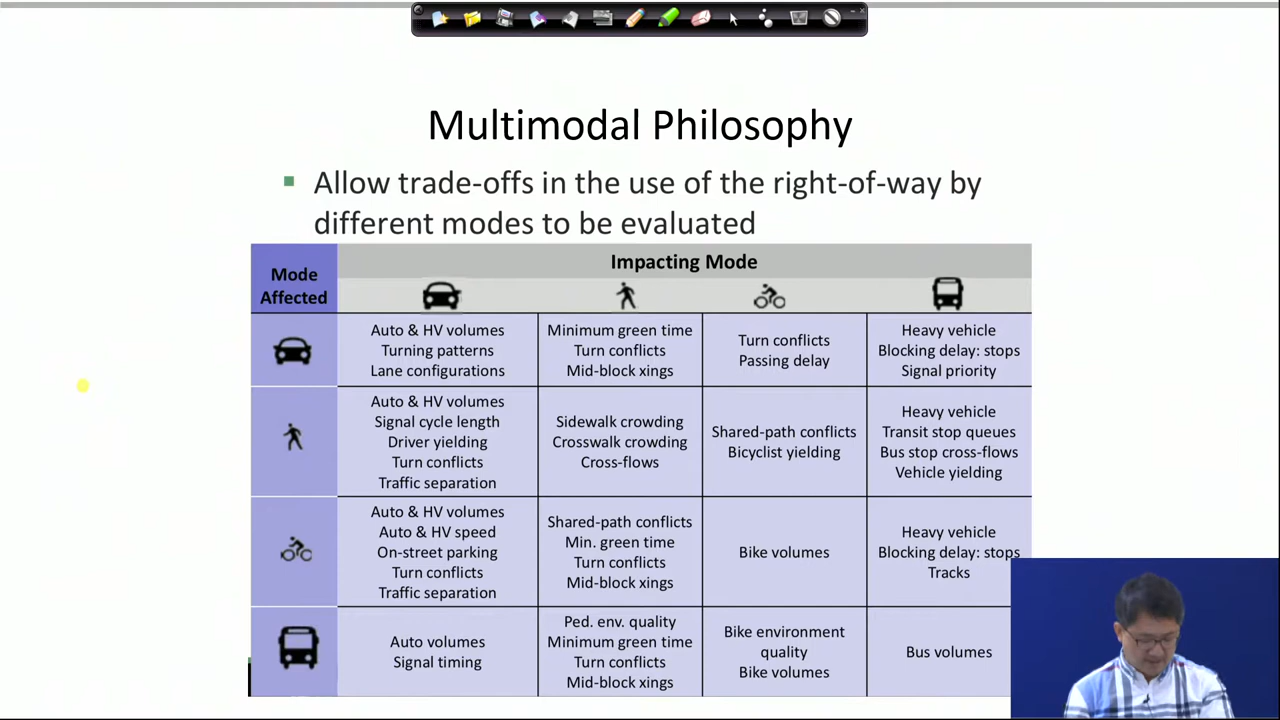 Multimodal Philosophy
Allow trade-offs in the use of the right-of-way by
different modes to be evaluated
Mode
Affected
Impacting Mode
Auto & HV volumes
Turning patterns
Lane configurations
Minimum green time
Turn conflicts
Mid-block xings
Turn conflicts
Passing delay
Heavy vehicle
Blocking delay: stops
Signal priority
Auto & HV volumes
Signal cycle length
Driver yielding
Turn conflicts
Traffic separation
Sidewalk crowding
Crosswalk crowding
Cross-flows
Shared-path conflicts
Bicyclist yielding
Heavy vehicle
Transit stop queues
Bus stop cross-flows
Vehicle yielding
Auto & HV volumes
Auto & HV speed
On-street parking
Turn conflicts
Traffic separation
Shared-path conflicts
Min. green time
Turn conflicts
Mid-block xings
Bike volumes
Heavy vehicle
Blocking delay: stops
Tracks
Auto volumes
Signal timing
Ped. env. quality
Minimum green time
Turn conflicts
Mid-block xings
Bike environment
quality
Bike volumes
Bus volumes